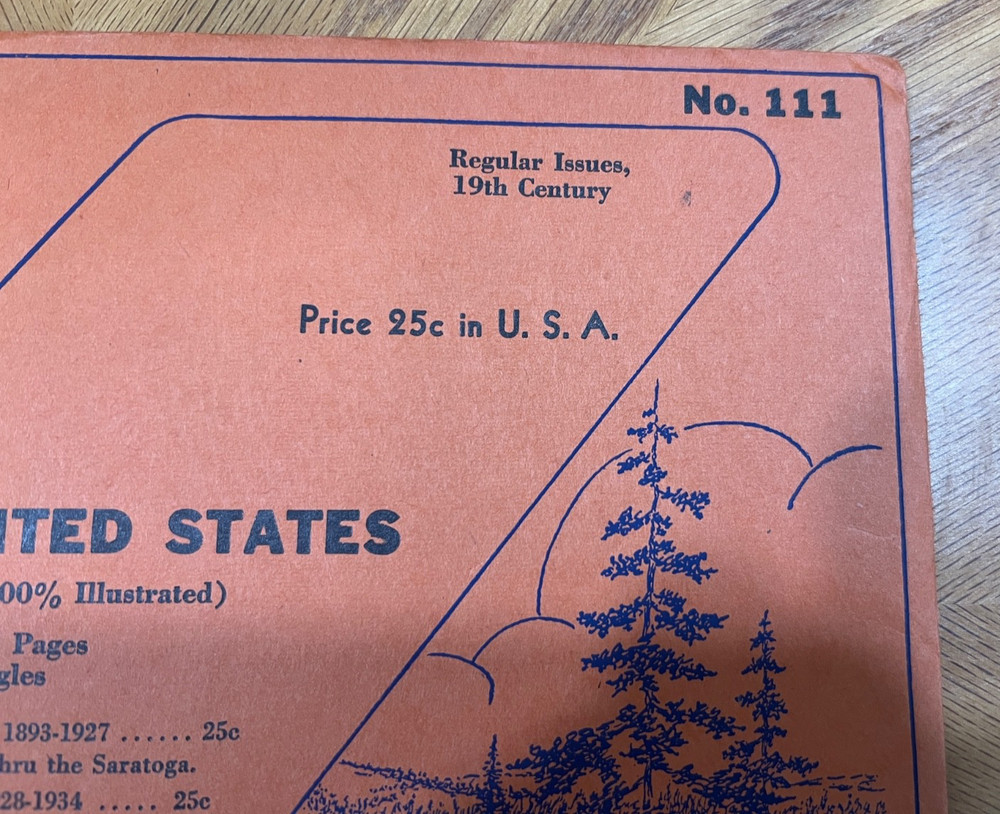 No. 111
Regular Issues,
19th Century
Price 25c in U. S. A.
ITED STATES
00% Illustrated)
Pages
gles
1893-1927 ...... 25c
hru the Saratoga.
28-1934 ..... 25c